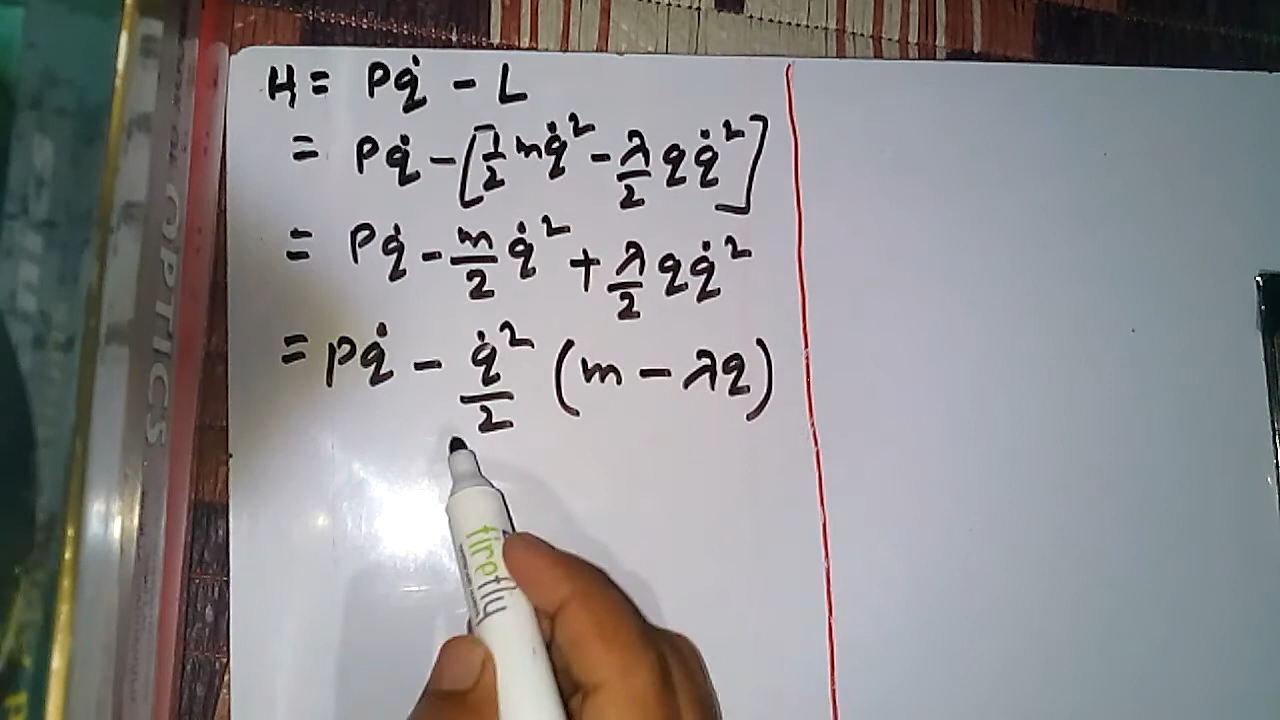 H = Pq̇ - L
= Pq̇ - [1/2 mq̇² - λ/2 qq̇²]
= Pq̇ - m/2 q̇² + λ/2 qq̇²
= pq̇ - q̇²/2 (m - λq)
firefly
OPTICS